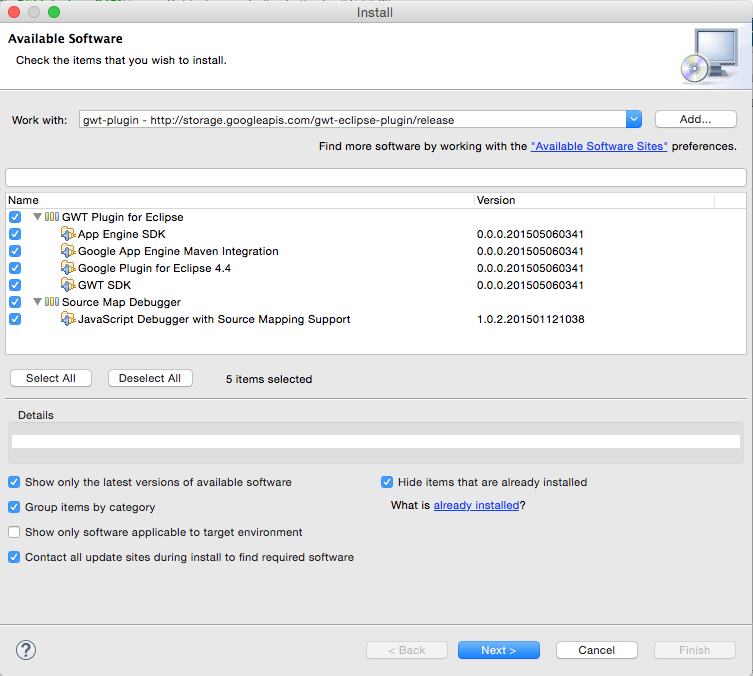 Install
Available Software
Check the items that you wish to install.
Work with: gwt-plugin - http://storage.googleapis.com/gwt-eclipse-plugin/release Add...
Find more software by working with the "Available Software Sites" preferences.
Name Version
GWT Plugin for Eclipse
App Engine SDK 0.0.0.201505060341
Google App Engine Maven Integration 0.0.0.201505060341
Google Plugin for Eclipse 4.4 0.0.0.201505060341
GWT SDK 0.0.0.201505060341
Source Map Debugger
JavaScript Debugger with Source Mapping Support 1.0.2.201501121038
Select All Deselect All 5 items selected
Details
Show only the latest versions of available software Hide items that are already installed
Group items by category What is already installed?
Show only software applicable to target environment
Contact all update sites during install to find required software
? < Back Next > Cancel Finish